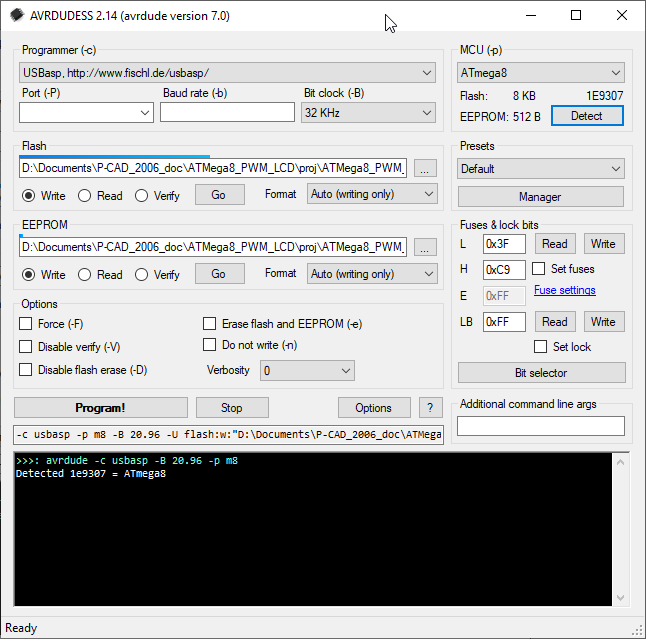 AVRDUDESS 2.14 (avrdude version 7.0)
Programmer (-c)
USBasp, http://www.fischl.de/usbasp/
Port (-P)
Baud rate (-b)
Bit clock (-B)
32 KHz
MCU (-p)
ATmega8
Flash: 8 KB 1E9307
EEPROM: 512 B Detect
Flash
D:\Documents\P-CAD_2006_doc\ATMega8_PWM_LCD\proj\ATMega8_PWM_ ...
Write Read Verify Go Format Auto (writing only)
Presets
Default
Manager
EEPROM
D:\Documents\P-CAD_2006_doc\ATMega8_PWM_LCD\proj\ATMega8_PWM_ ...
Write Read Verify Go Format Auto (writing only)
Fuses & lock bits
L 0x3F Read Write
H 0xC9 Set fuses
E 0xFF Fuse settings
LB 0xFF Read Write
Set lock
Bit selector
Options
Force (-F) Erase flash and EEPROM (-e)
Disable verify (-V) Do not write (-n)
Disable flash erase (-D) Verbosity 0
Program! Stop Options ?
-c usbasp -p m8 -B 20.96 -U flash:w:"D:\Documents\P-CAD_2006_doc\ATMega
Additional command line args
>>>: avrdude -c usbasp -B 20.96 -p m8
Detected 1e9307 = ATmega8
Ready